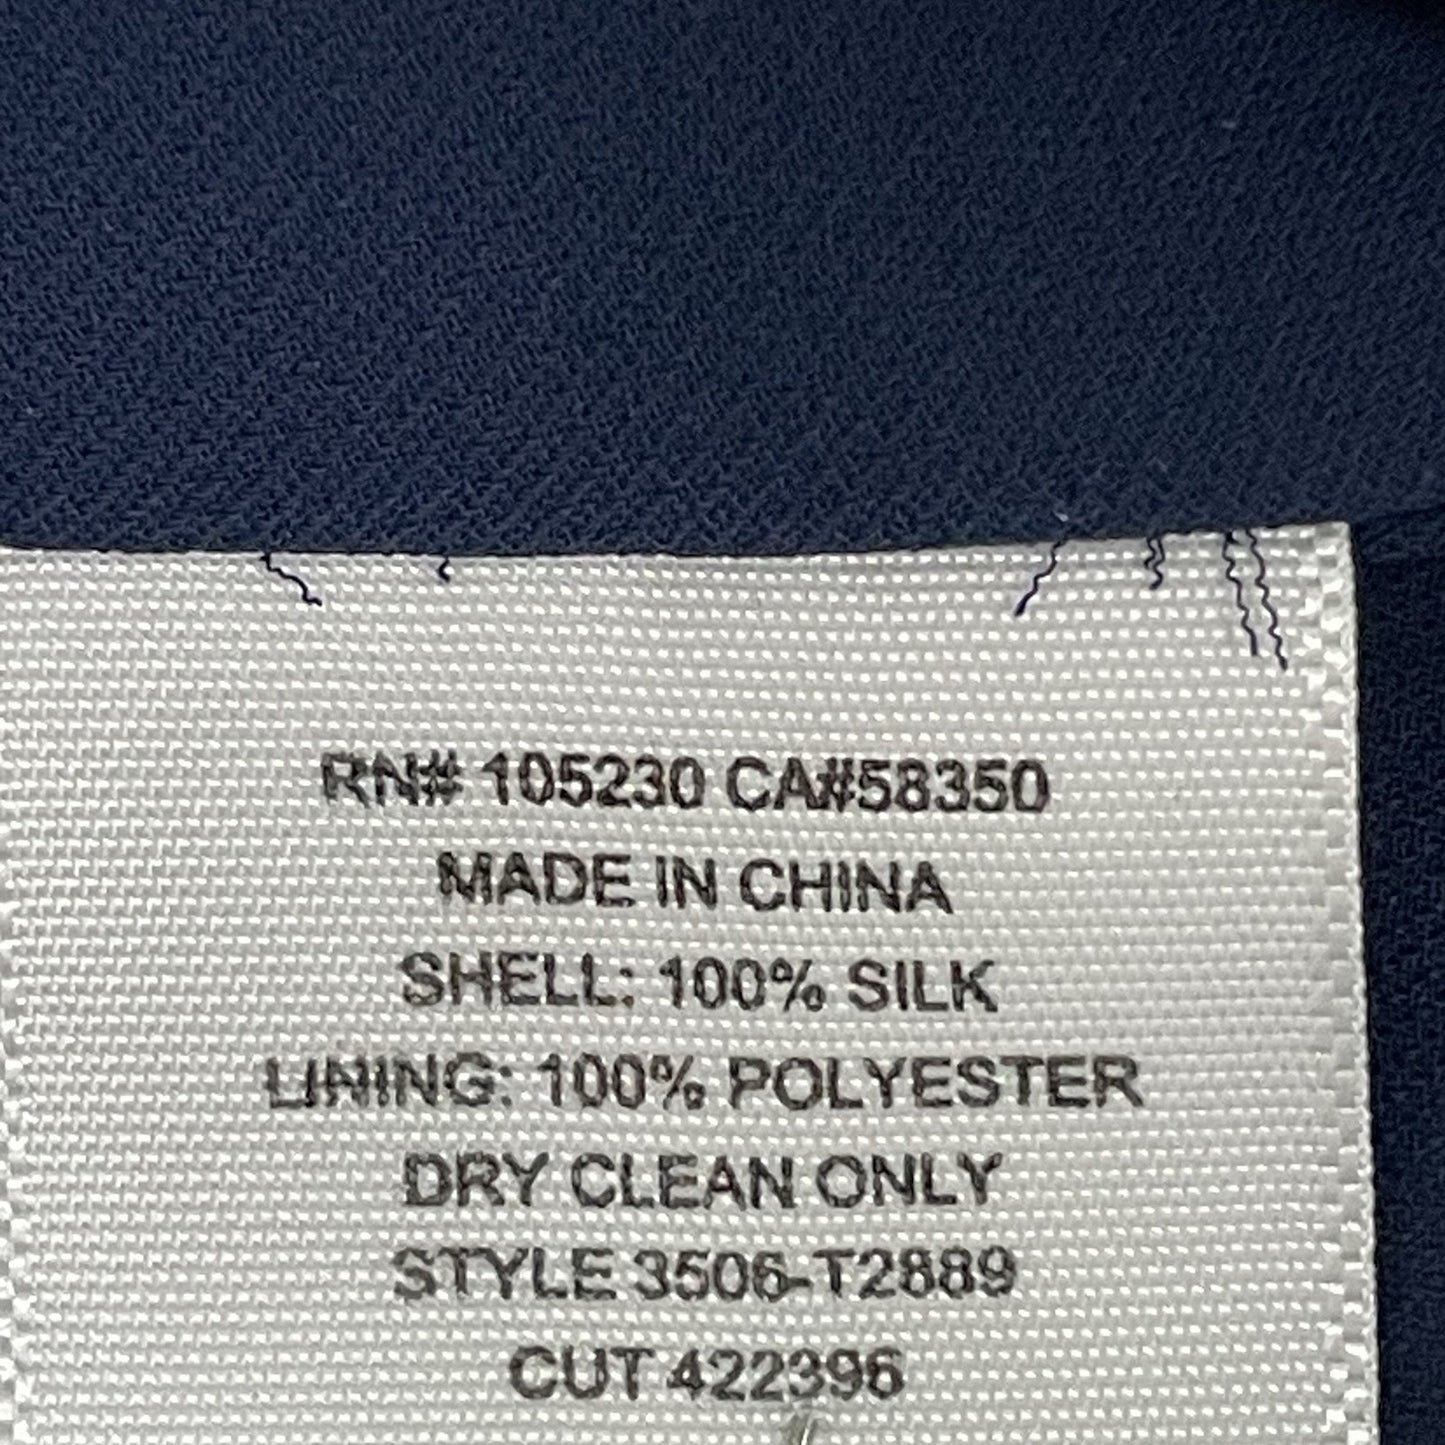 RN# 105230 CA#58350
MADE IN CHINA
SHELL: 100% SILK
LINING: 100% POLYESTER
DRY CLEAN ONLY
STYLE 3506-T2889
CUT 422396